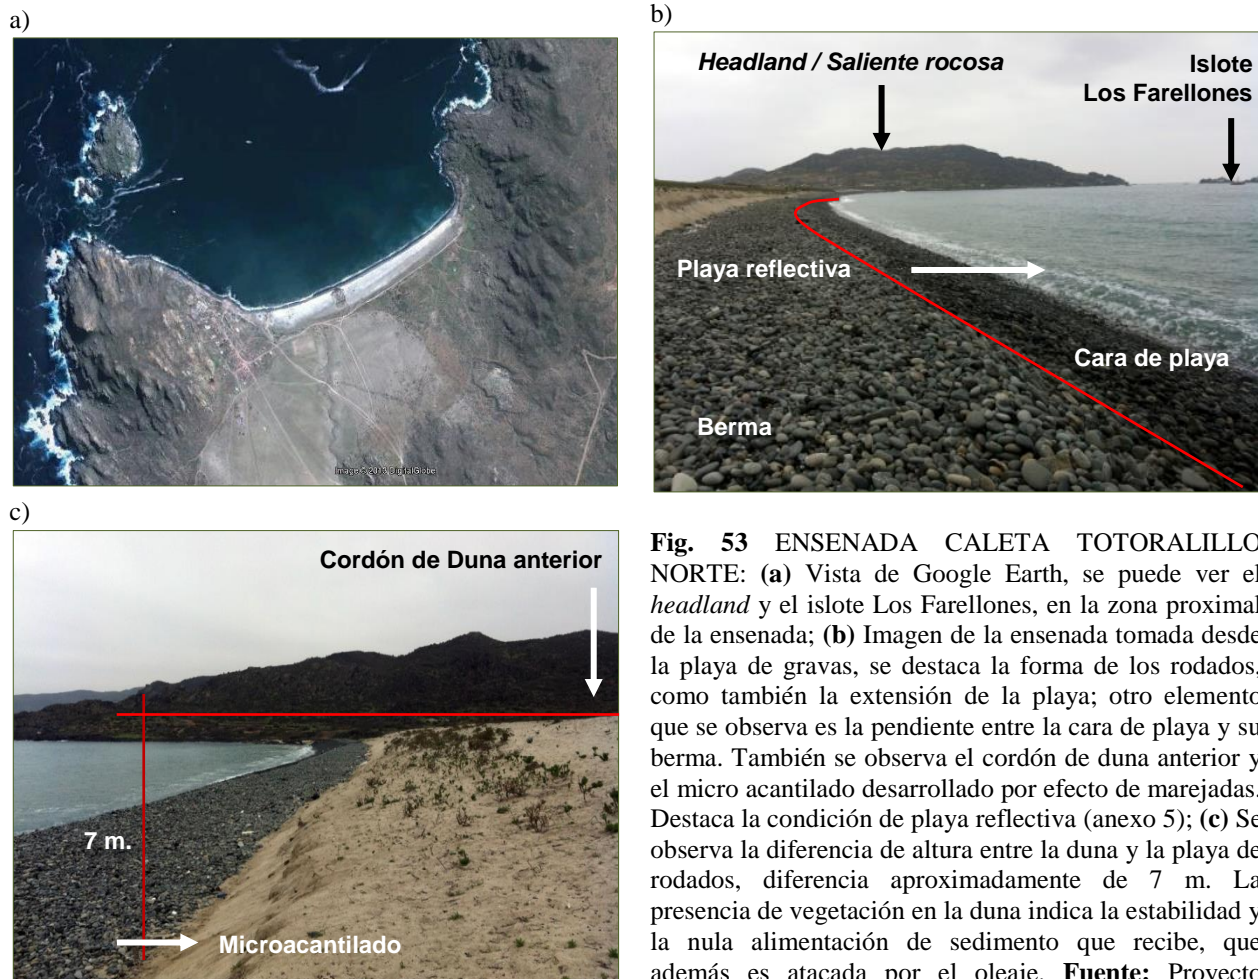 a)
b)
Image © 2013 DigitalGlobe
Headland / Saliente rocosa
Islote
Los Farellones
Playa reflectiva
Cara de playa
Berma
c)
Cordón de Duna anterior
7 m.
Microacantilado
Fig. 53 ENSENADA CALETA TOTORALILLO
NORTE: (a) Vista de Google Earth, se puede ver el
headland y el islote Los Farellones, en la zona proximal
de la ensenada; (b) Imagen de la ensenada tomada desde
la playa de gravas, se destaca la forma de los rodados,
como también la extensión de la playa; otro elemento
que se observa es la pendiente entre la cara de playa y su
berma. También se observa el cordón de duna anterior y
el micro acantilado desarrollado por efecto de marejadas.
Destaca la condición de playa reflectiva (anexo 5); (c) Se
observa la diferencia de altura entre la duna y la playa de
rodados, diferencia aproximadamente de 7 m. La
presencia de vegetación en la duna indica la estabilidad y
la nula alimentación de sedimento que recibe, que
además es atacada por el oleaje. Fuente: Proyecto